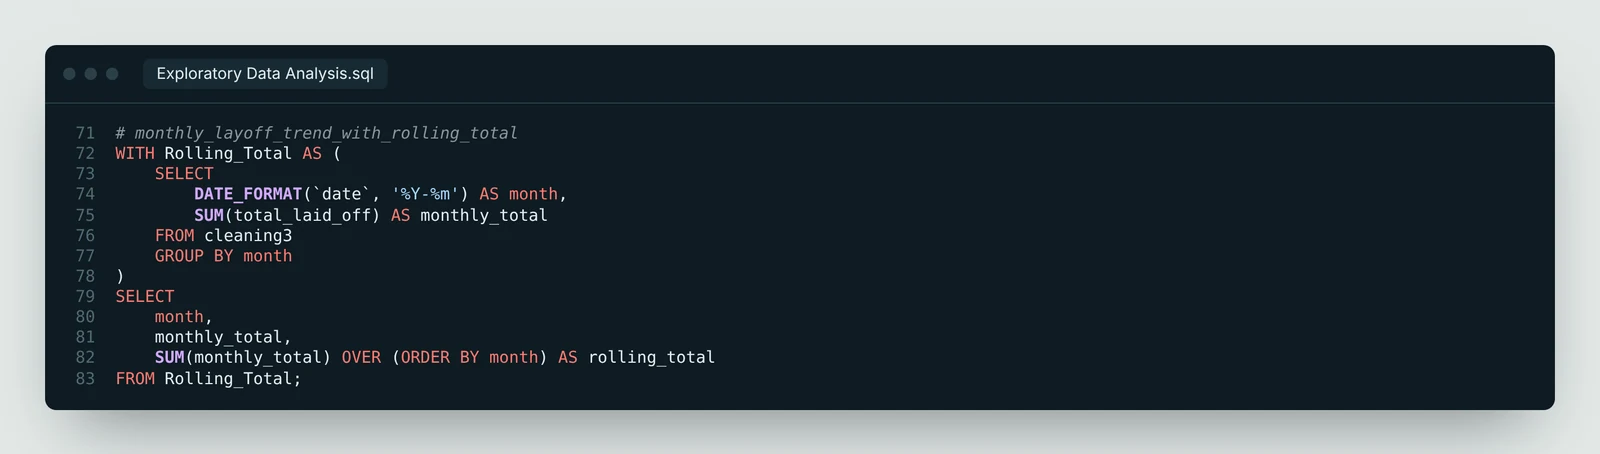 Exploratory Data Analysis.sql
71 # monthly_layoff_trend_with_rolling_total
72 WITH Rolling_Total AS (
73     SELECT
74         DATE_FORMAT(`date`, '%Y-%m') AS month,
75         SUM(total_laid_off) AS monthly_total
76     FROM cleaning3
77     GROUP BY month
78 )
79 SELECT
80     month,
81     monthly_total,
82     SUM(monthly_total) OVER (ORDER BY month) AS rolling_total
83 FROM Rolling_Total;